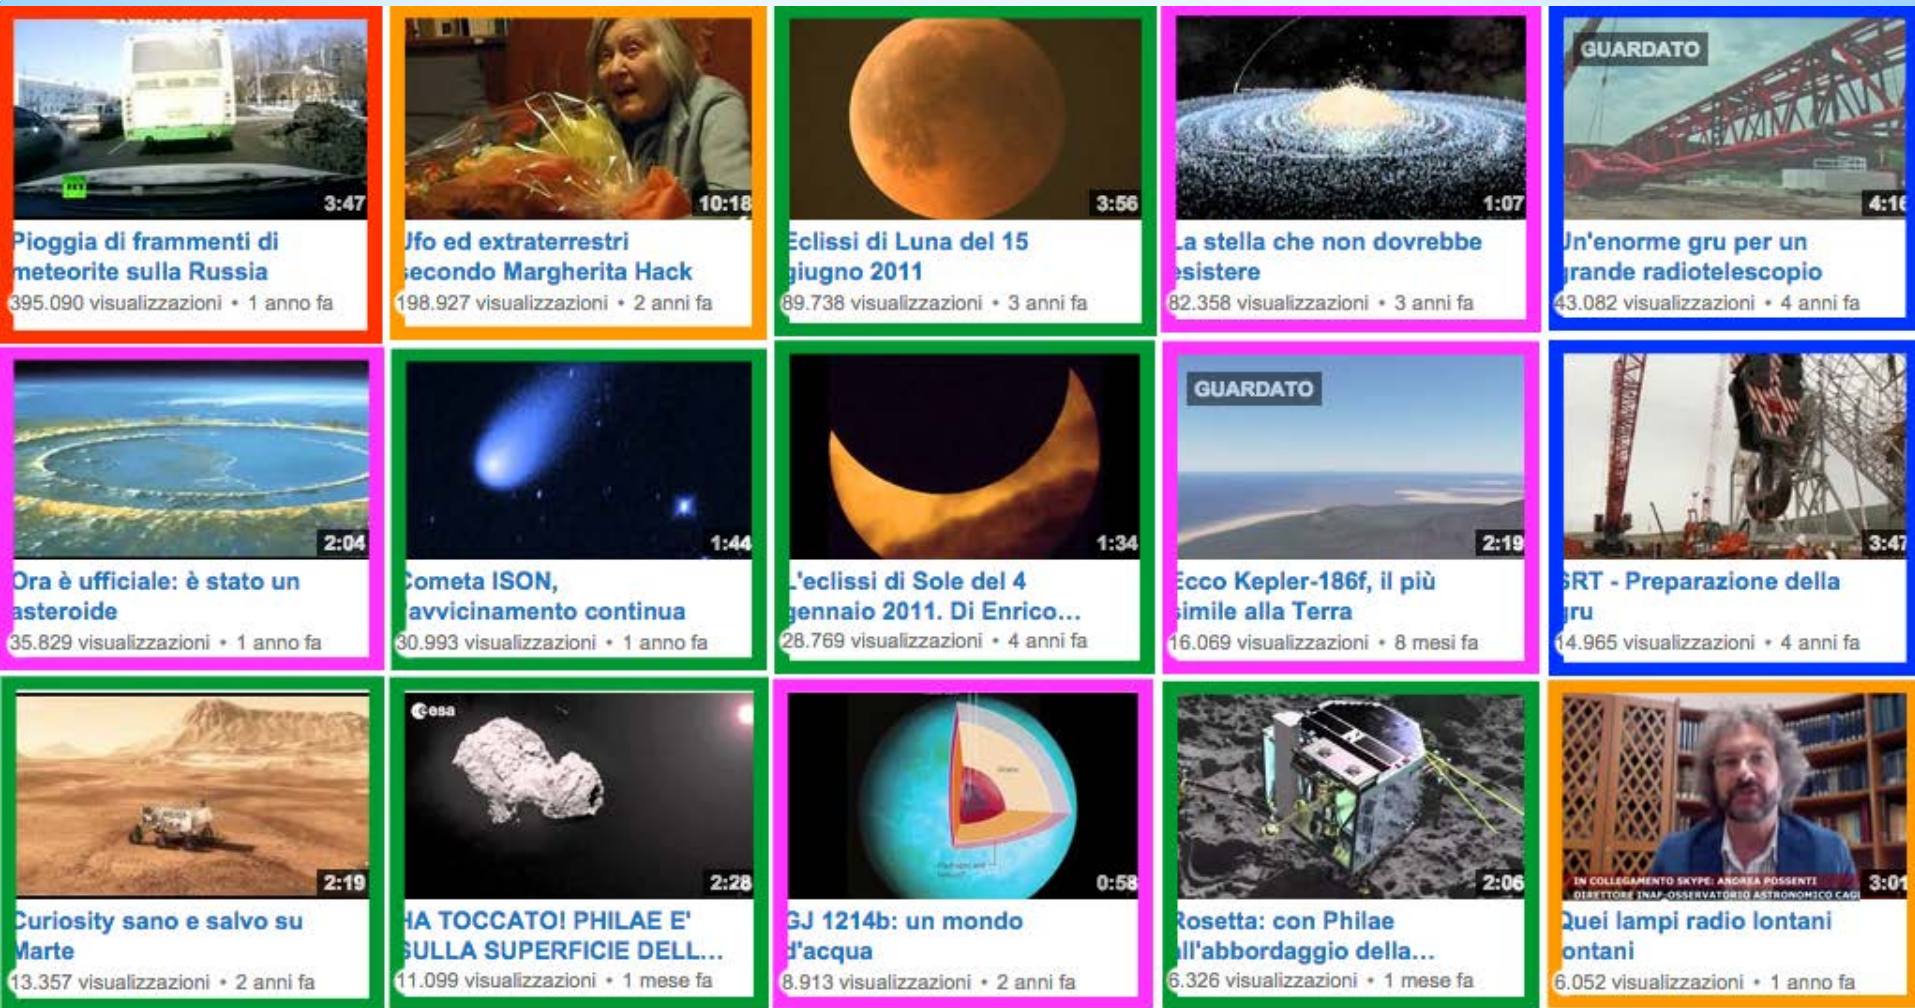 3:47
Pioggia di frammenti di
meteorite sulla Russia
395.090 visualizzazioni • 1 anno fa
10:18
Ufo ed extraterrestri
secondo Margherita Hack
198.927 visualizzazioni • 2 anni fa
3:56
Eclissi di Luna del 15
giugno 2011
89.738 visualizzazioni • 3 anni fa
1:07
La stella che non dovrebbe
esistere
82.358 visualizzazioni • 3 anni fa
GUARDATO
4:16
Un'enorme gru per un
grande radiotelescopio
43.082 visualizzazioni • 4 anni fa
2:04
Ora è ufficiale: è stato un
asteroide
35.829 visualizzazioni • 1 anno fa
1:44
Cometa ISON,
'avvicinamento continua
30.993 visualizzazioni • 1 anno fa
1:34
L'eclissi di Sole del 4
gennaio 2011. Di Enrico...
28.769 visualizzazioni • 4 anni fa
GUARDATO
2:19
Ecco Kepler-186f, il più
simile alla Terra
16.069 visualizzazioni • 8 mesi fa
3:47
SRT - Preparazione della
gru
14.965 visualizzazioni • 4 anni fa
2:19
Curiosity sano e salvo su
Marte
13.357 visualizzazioni • 2 anni fa
esa
2:28
HA TOCCATO! PHILAE E'
SULLA SUPERFICIE DELL...
11.099 visualizzazioni • 1 mese fa
0:58
GJ 1214b: un mondo
d'acqua
8.913 visualizzazioni • 2 anni fa
2:06
Rosetta: con Philae
all'abbordaggio della...
6.326 visualizzazioni • 1 mese fa
IN COLLEGAMENTO SKYPE: ANDREA POSSENTI
DIRETTORE INAF-OSSERVATORIO ASTRONOMICO CAGL
3:01
Quei lampi radio lontani
lontani
6.052 visualizzazioni • 1 anno fa